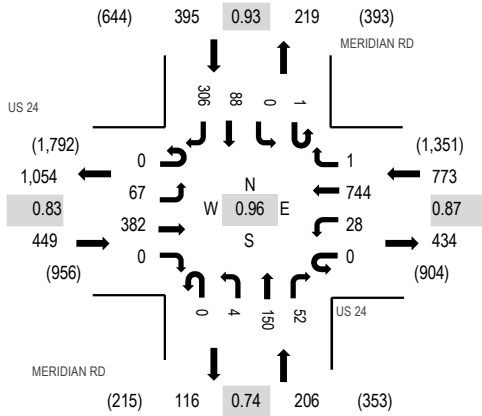 (644) 395 0.93 219 (393)
MERIDIAN RD
306 88 0 1
US 24
(1,792) 0 1 (1,351)
1,054 67 N 744 773
0.83 W 0.96 E 0.87
449 382 S 28 434
(956) 0 0 (904)
0 4 150 52
US 24
MERIDIAN RD
(215) 116 0.74 206 (353)